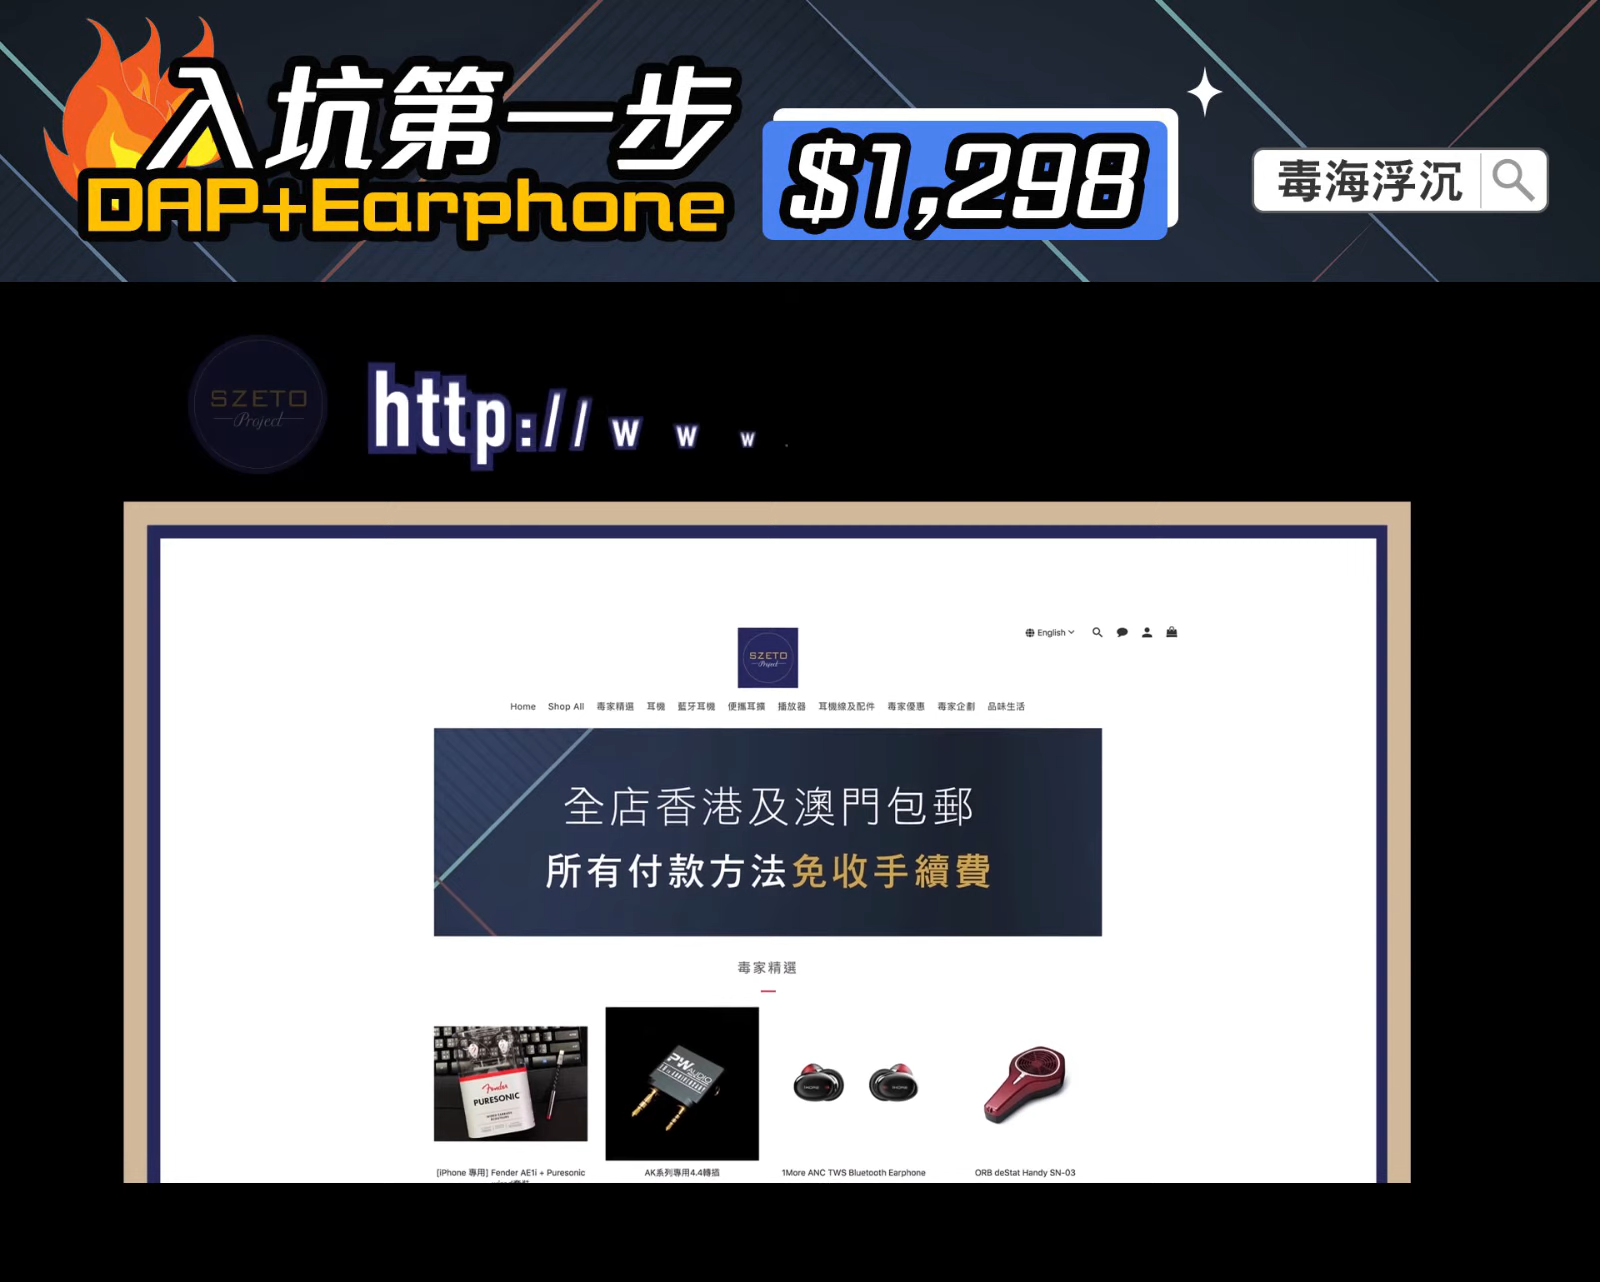 入坑第一步
DAP+Earphone
$1,298
毒海浮沉
SZETO
Project
http://www.
English
SZETO
Project
Home Shop All 毒家精選 耳機 藍牙耳機 便攜耳擴 播放器 耳機線及配件 毒家優惠 毒家企劃 品味生活
全店香港及澳門包郵
所有付款方法免收手續費
毒家精選
Fender
PURESONIC
PW AUDIO
[iPhone 專用] Fender AE1i + Puresonic
AK系列專用4.4轉插
1More ANC TWS Bluetooth Earphone
ORB deStat Handy SN-03